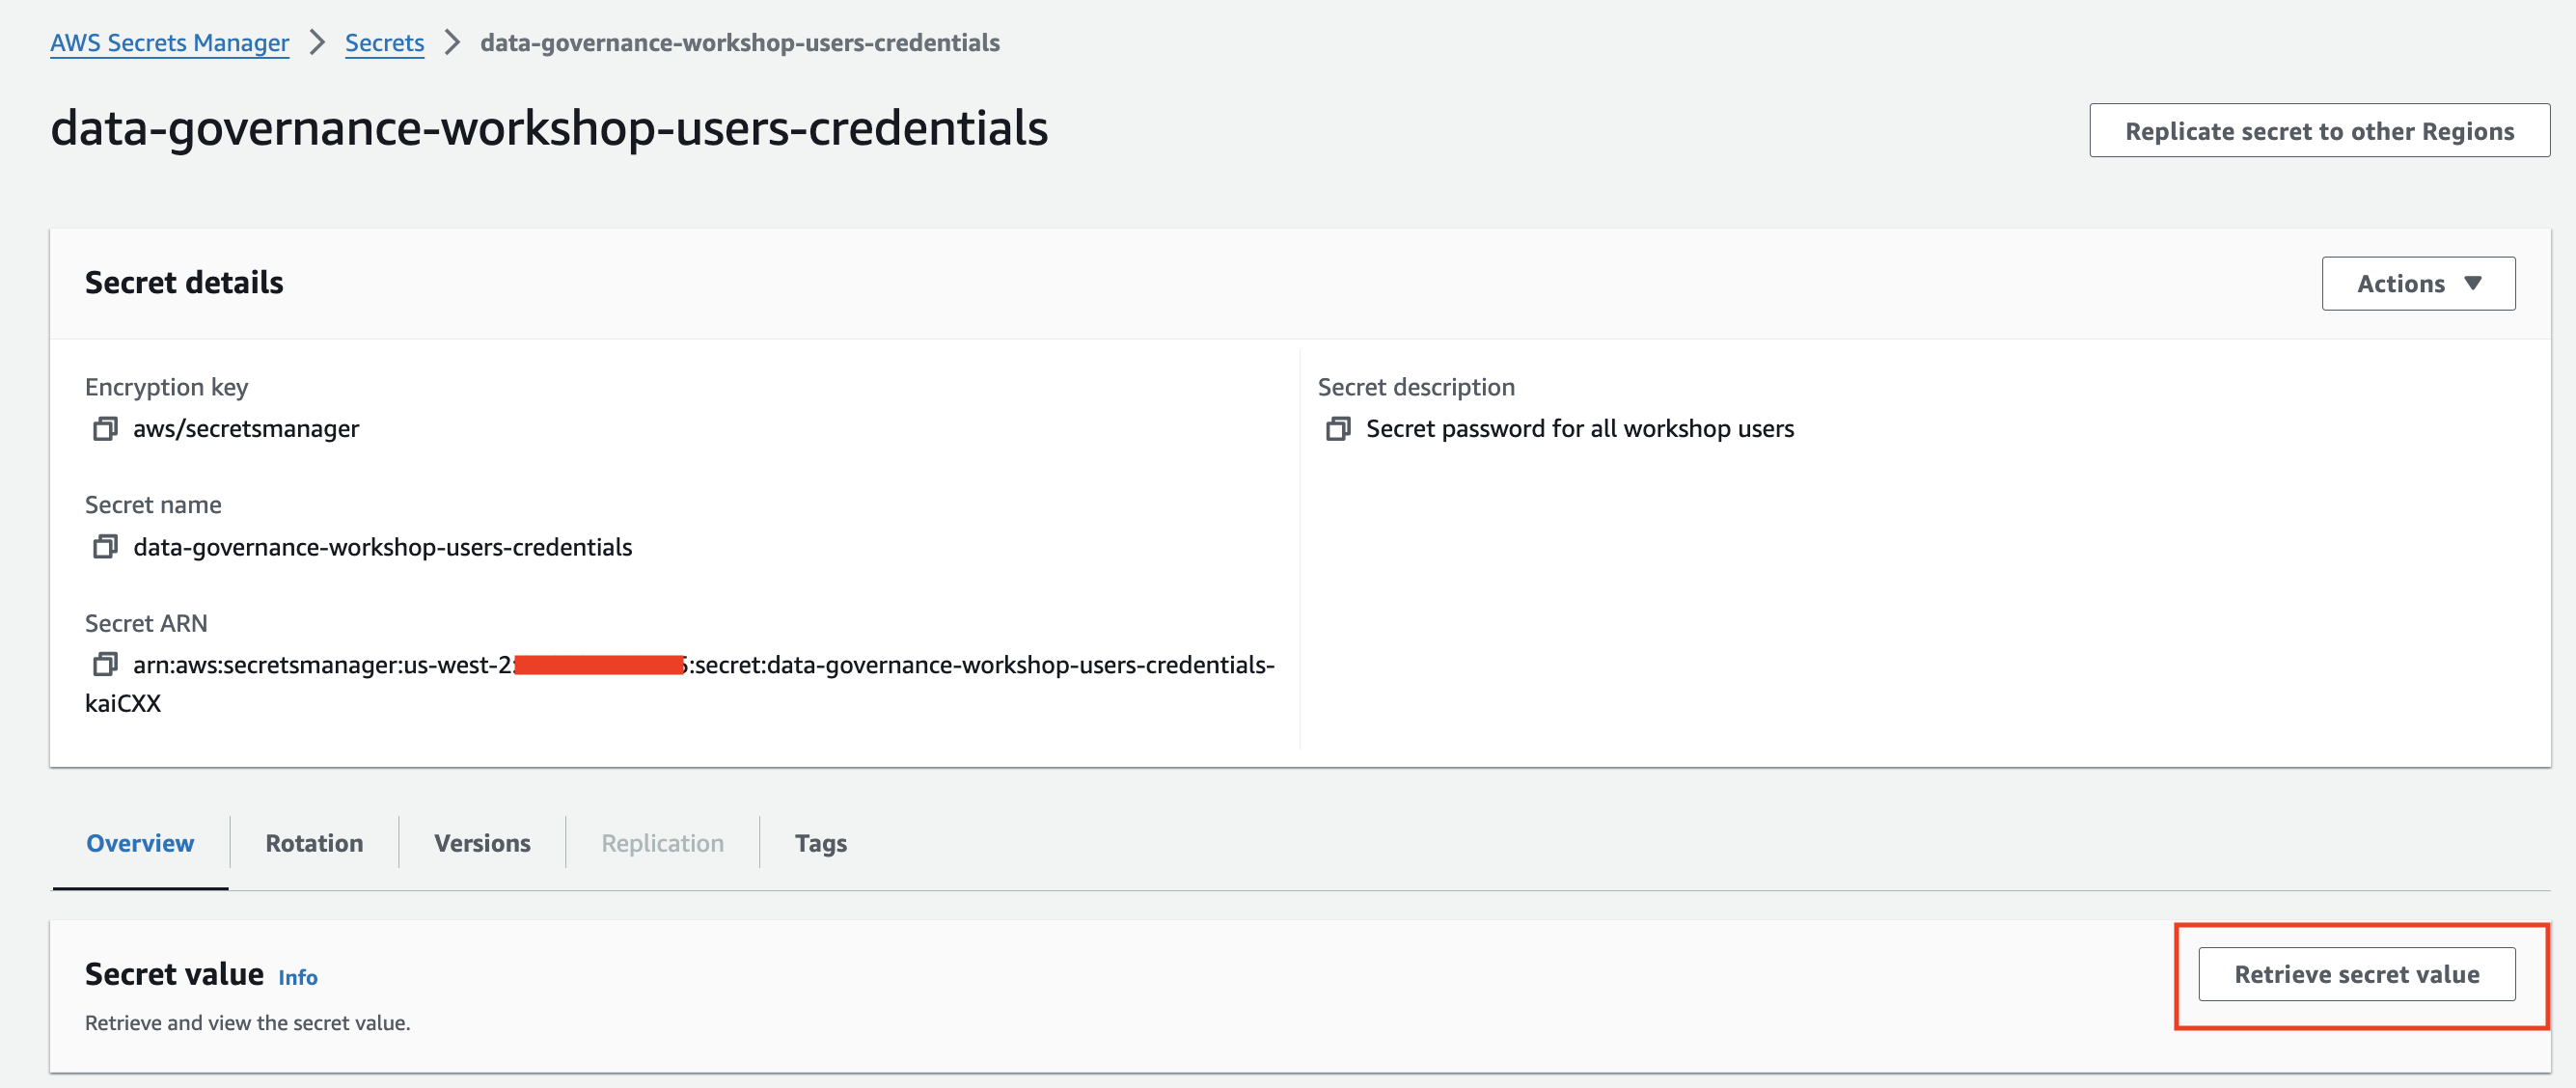 AWS Secrets Manager > Secrets > data-governance-workshop-users-credentials
data-governance-workshop-users-credentials
Replicate secret to other Regions
Secret details
Actions
Encryption key
aws/secretsmanager
Secret description
Secret password for all workshop users
Secret name
data-governance-workshop-users-credentials
Secret ARN
arn:aws:secretsmanager:us-west-2: :secret:data-governance-workshop-users-credentials-
kaiCXX
Overview
Rotation
Versions
Replication
Tags
Secret value Info
Retrieve secret value
Retrieve and view the secret value.